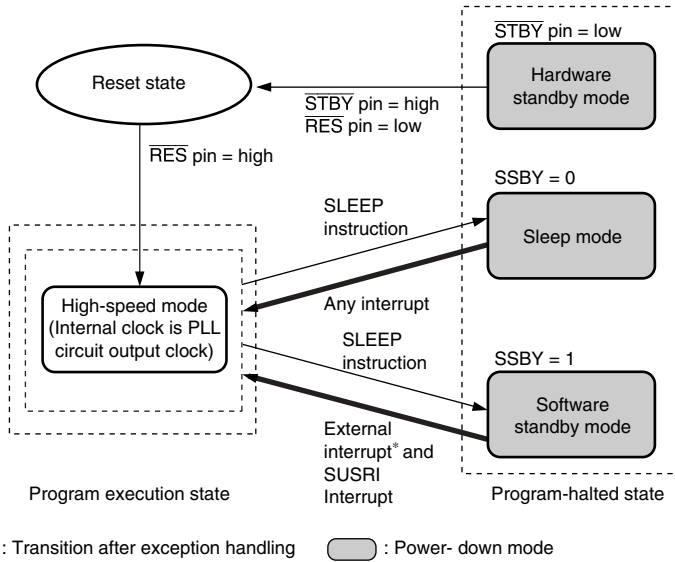 STBY pin = low
Hardware
standby mode
Reset state
STBY pin = high
RES pin = low
RES pin = high
SSBY = 0
Sleep mode
SLEEP
instruction
High-speed mode
(Internal clock is PLL
circuit output clock)
Any interrupt
SLEEP
instruction
SSBY = 1
Software
standby mode
External
interrupt* and
SUSRI
Interrupt
Program execution state
Program-halted state
: Transition after exception handling
: Power- down mode